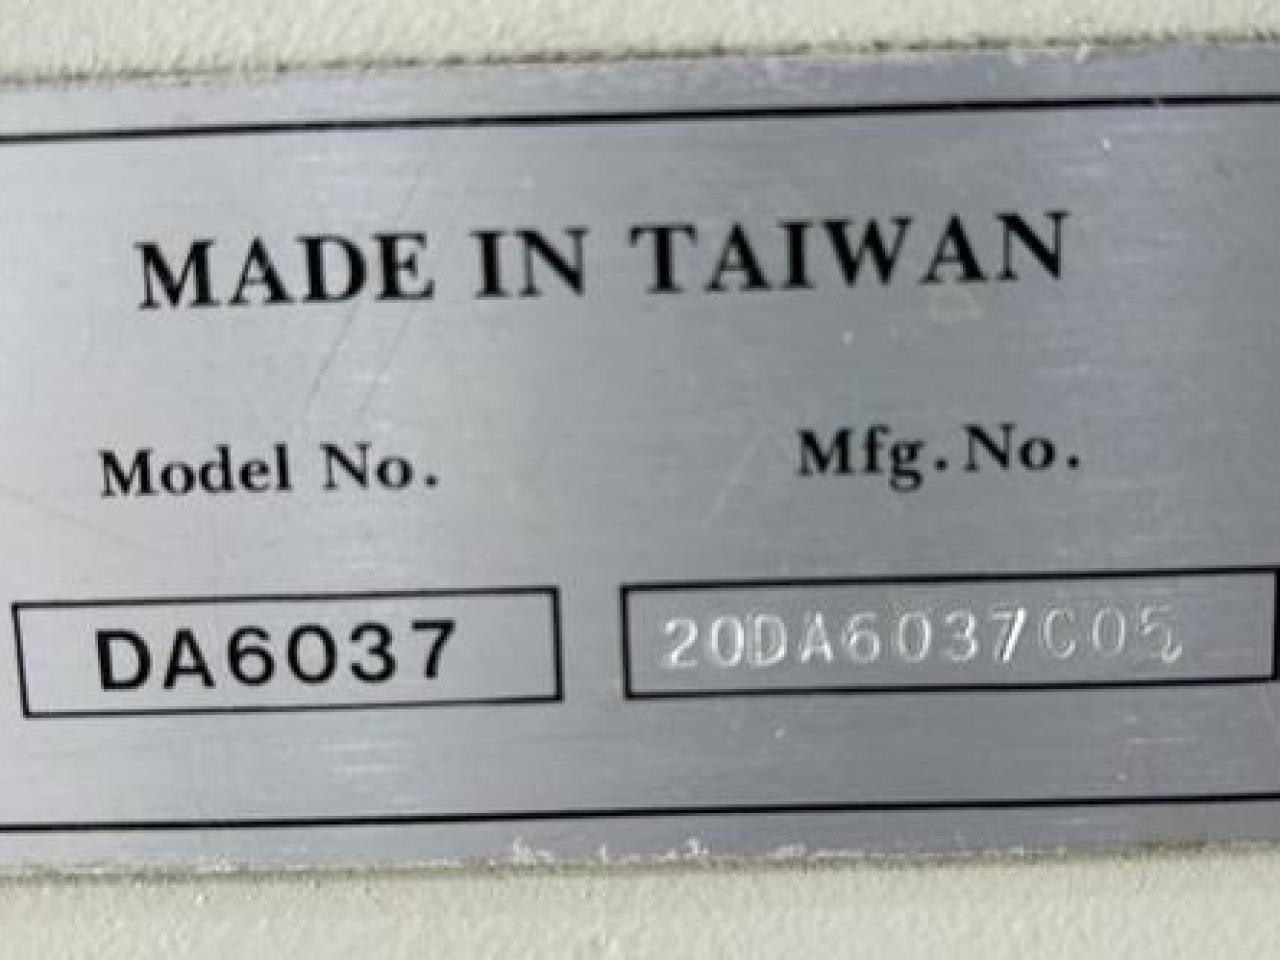 MADE IN TAIWAN
Model No. Mfg. No.
DA6037 20DA6037C05